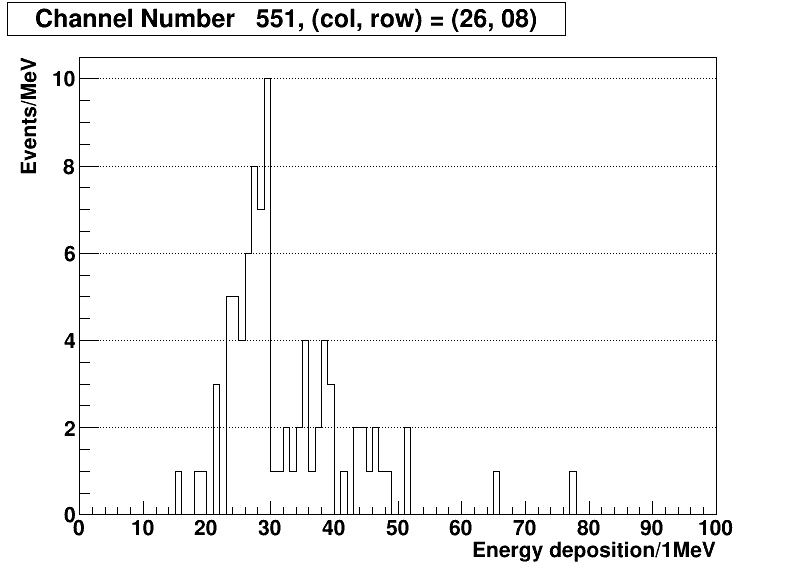 Channel Number 551, (col, row) = (26, 08)
Events/MeV
10
8
6
4
2
0
0 10 20 30 40 50 60 70 80 90 100
Energy deposition/1MeV